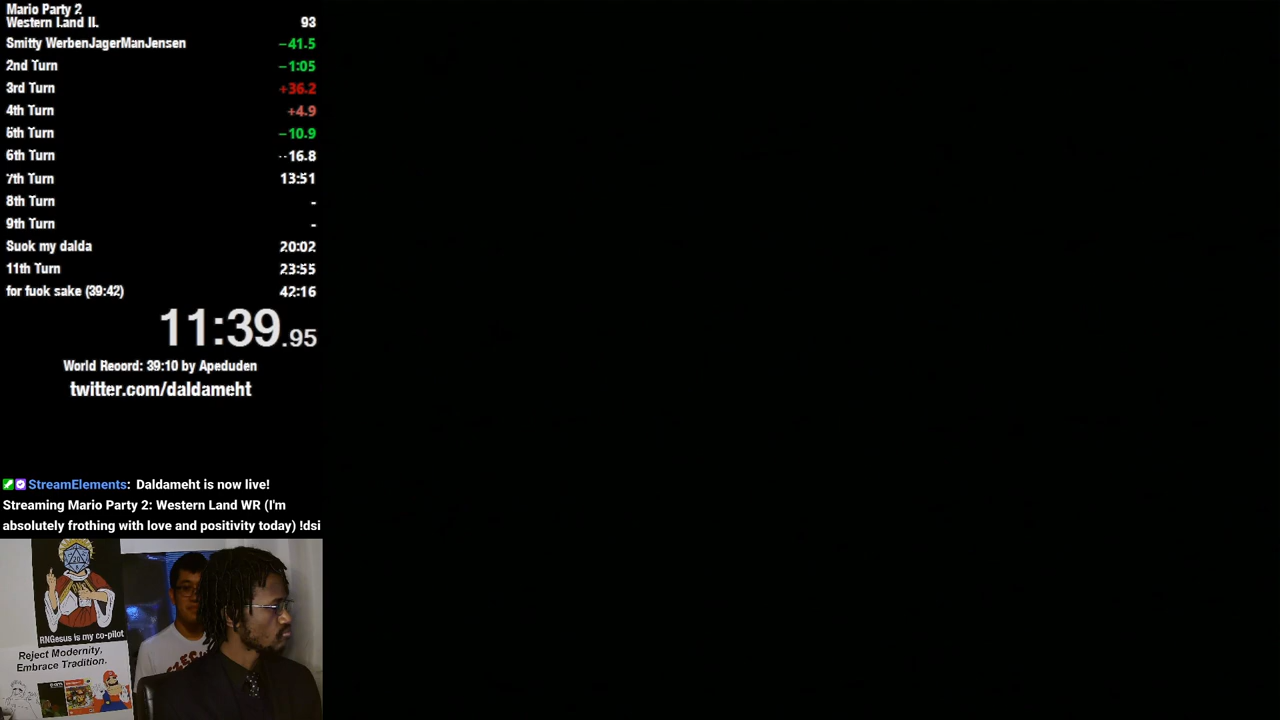 Mario Party 2
Western Land IL
93
Smitty WerbenJagerManJensen -41.5
2nd Turn -1:05
3rd Turn +36.2
4th Turn +4.9
5th Turn -10.9
6th Turn -16.8
7th Turn 13:51
8th Turn -
9th Turn -
Suck my dalda 20:02
11th Turn 23:55
for fuck sake (39:42) 42:16
11:39.95
World Record: 39:10 by Apeduden
twitter.com/daldameht
StreamElements: Daldameht is now live!
Streaming Mario Party 2: Western Land WR (I'm
absolutely frothing with love and positivity today) !dsi
RNGesus is my co-pilot
Reject Modernity,
Embrace Tradition.